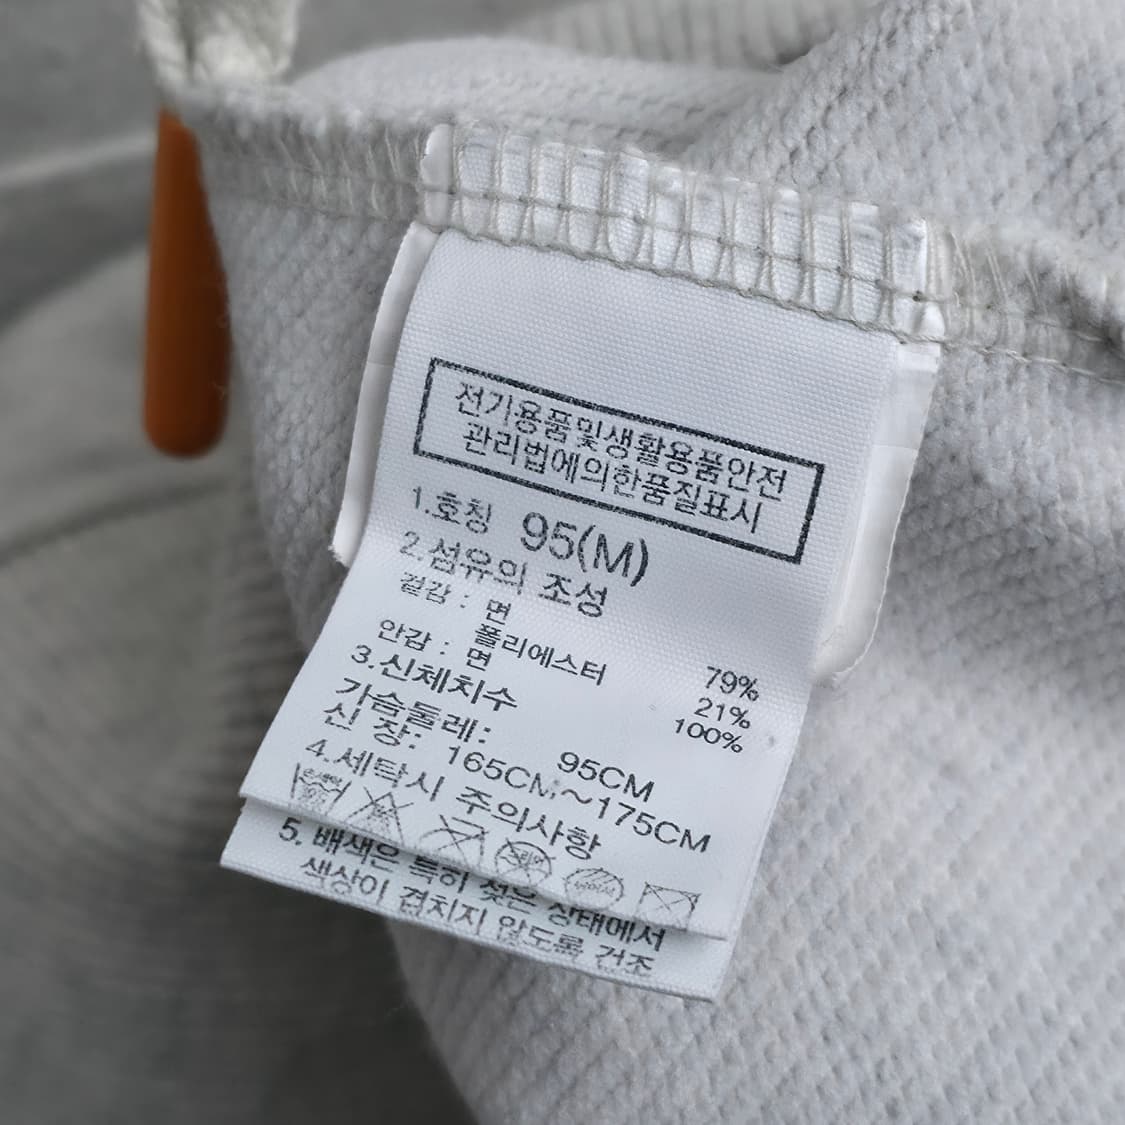 전기용품및생활용품안전
관리법에의한품질표시
1.호칭 95(M)
2.섬유의 조성
겉감 : 면 79%
폴리에스터 21%
안감 : 면 100%
3.신체치수
가슴둘레: 95CM
신 장: 165CM~175CM
4.세탁시 주의사항
5. 배색은 특히 젖은 상태에서
색상이 겹치지 않도록 건조